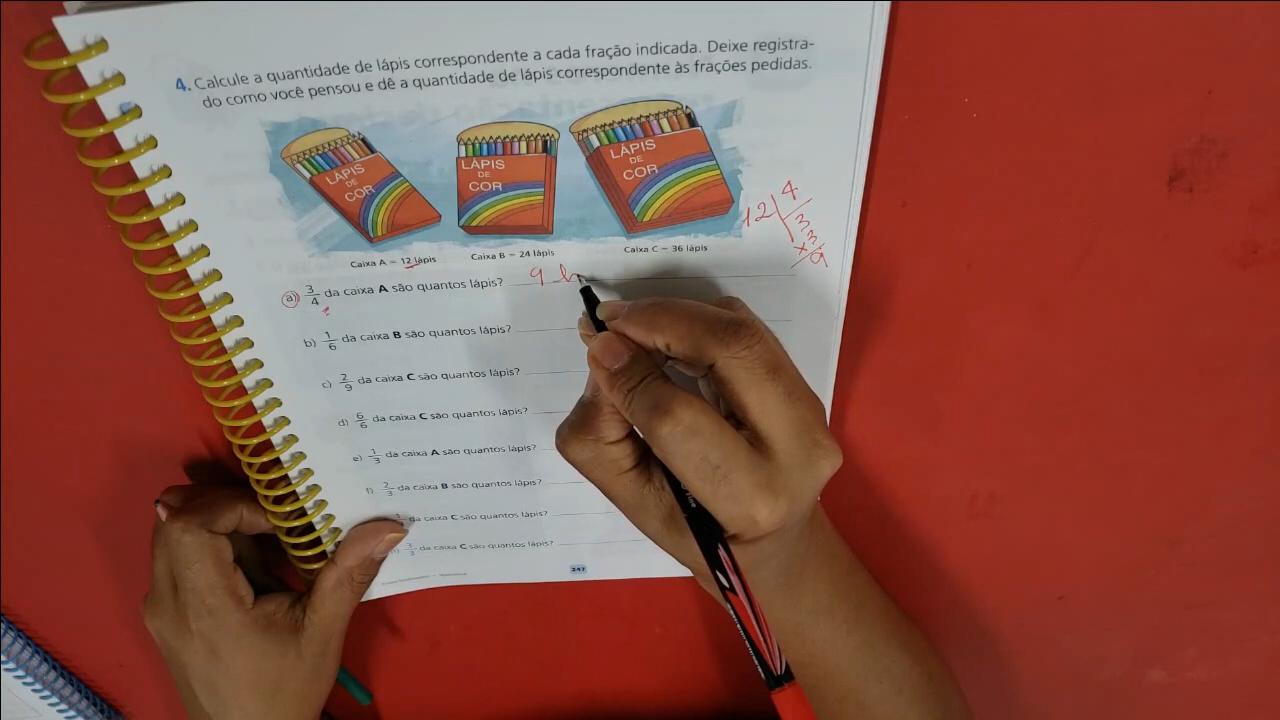 4. Calcule a quantidade de lápis correspondente a cada fração indicada. Deixe registra-
do como você pensou e dê a quantidade de lápis correspondente às frações pedidas.
LÁPIS
DE
COR
LÁPIS
DE
COR
LÁPIS
DE
COR
Caixa A – 12 lápis
Caixa B – 24 lápis
Caixa C – 36 lápis
12 4
3
3
x
9
a) 3/4 da caixa A são quantos lápis? 9
b) 1/6 da caixa B são quantos lápis?
c) 2/9 da caixa C são quantos lápis?
d) 6/6 da caixa C são quantos lápis?
e) 1/3 da caixa A são quantos lápis?
f) 2/3 da caixa B são quantos lápis?
da caixa C são quantos lápis?
3/3 da caixa C são quantos lápis?
347